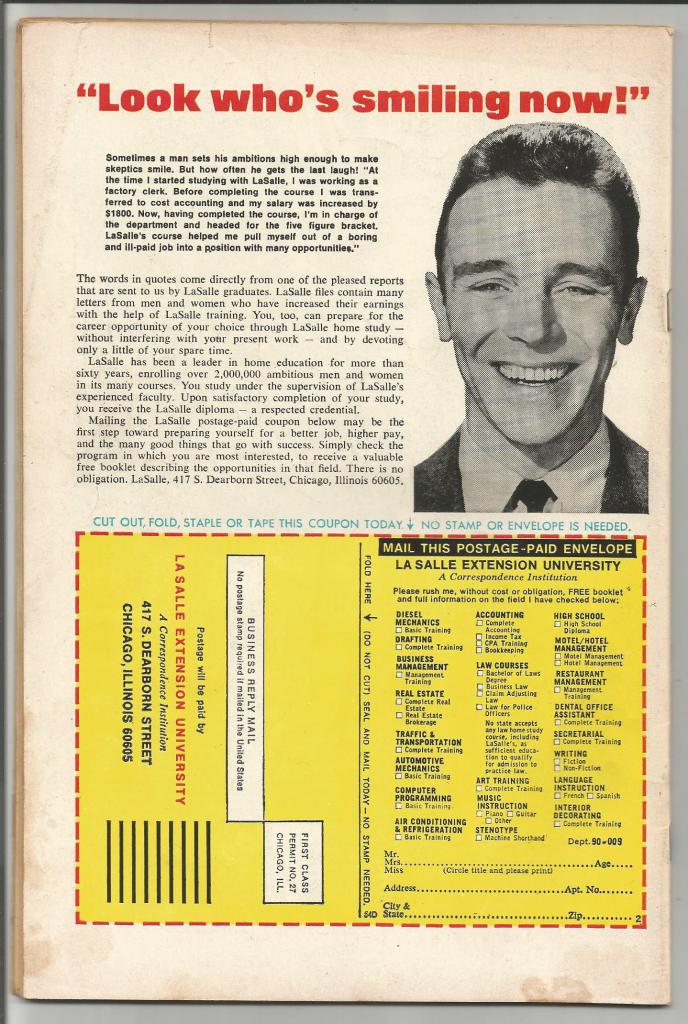 “Look who’s smiling now!”
Sometimes a man sets his ambitions high enough to make
skeptics smile. But how often he gets the last laugh! “At
the time I started studying with LaSalle, I was working as a
factory clerk. Before completing the course I was trans-
ferred to cost accounting and my salary was increased by
$1800. Now, having completed the course, I’m in charge of
the department and headed for the five figure bracket.
LaSalle’s course helped me pull myself out of a boring
and ill-paid job into a position with many opportunities.”
The words in quotes come directly from one of the pleased reports
that are sent to us by LaSalle graduates. LaSalle files contain many
letters from men and women who have increased their earnings
with the help of LaSalle training. You, too, can prepare for the
career opportunity of your choice through LaSalle home study —
without interfering with your present work — and by devoting
only a little of your spare time.
LaSalle has been a leader in home education for more than
sixty years, enrolling over 2,000,000 ambitious men and women
in its many courses. You study under the supervision of LaSalle’s
experienced faculty. Upon satisfactory completion of your study,
you receive the LaSalle diploma — a respected credential.
Mailing the LaSalle postage-paid coupon below may be the
first step toward preparing yourself for a better job, higher pay,
and the many good things that go with success. Simply check the
program in which you are most interested, to receive a valuable
free booklet describing the opportunities in that field. There is no
obligation. LaSalle, 417 S. Dearborn Street, Chicago, Illinois 60605.
CUT OUT, FOLD, STAPLE OR TAPE THIS COUPON TODAY. ↓ NO STAMP OR ENVELOPE IS NEEDED.
FIRST CLASS
PERMIT NO. 27
CHICAGO, ILL.
BUSINESS REPLY MAIL
No postage stamp required if mailed in the United States
Postage will be paid by
LA SALLE EXTENSION UNIVERSITY
A Correspondence Institution
417 S. DEARBORN STREET
CHICAGO, ILLINOIS 60605
FOLD HERE ← (DO NOT CUT) SEAL AND MAIL TODAY — NO STAMP NEEDED.
54D
MAIL THIS POSTAGE-PAID ENVELOPE
LA SALLE EXTENSION UNIVERSITY
A Correspondence Institution
Please rush me, without cost or obligation, FREE booklet
and full information on the field I have checked below:
DIESEL
MECHANICS
☐ Basic Training
DRAFTING
☐ Complete Training
BUSINESS
MANAGEMENT
☐ Management
Training
REAL ESTATE
☐ Complete Real
Estate
☐ Real Estate
Brokerage
TRAFFIC &
TRANSPORTATION
☐ Complete Training
AUTOMOTIVE
MECHANICS
☐ Basic Training
COMPUTER
PROGRAMMING
☐ Basic Training
AIR CONDITIONING
& REFRIGERATION
☐ Basic Training
ACCOUNTING
☐ Complete
Accounting
☐ Income Tax
☐ CPA Training
☐ Bookkeeping
LAW COURSES
☐ Bachelor of Laws
Degree
☐ Business Law
☐ Claim Adjusting
Law
☐ Law for Police
Officers
No state accepts
any law home study
course, including
LaSalle’s, as
sufficient educa-
tion to qualify
for admission to
practice law.
ART TRAINING
☐ Complete Training
MUSIC
INSTRUCTION
☐ Piano ☐ Guitar
☐ Other
STENOTYPE
☐ Machine Shorthand
HIGH SCHOOL
☐ High School
Diploma
MOTEL/HOTEL
MANAGEMENT
☐ Motel Management
☐ Hotel Management
RESTAURANT
MANAGEMENT
☐ Management
Training
DENTAL OFFICE
ASSISTANT
☐ Complete Training
SECRETARIAL
☐ Complete Training
WRITING
☐ Fiction
☐ Non-Fiction
LANGUAGE
INSTRUCTION
☐ French ☐ Spanish
INTERIOR
DECORATING
☐ Complete Training
Dept. 90-009
Mr.
Mrs. Age
Miss (Circle title and please print)
Address Apt. No.
City &
State Zip
2